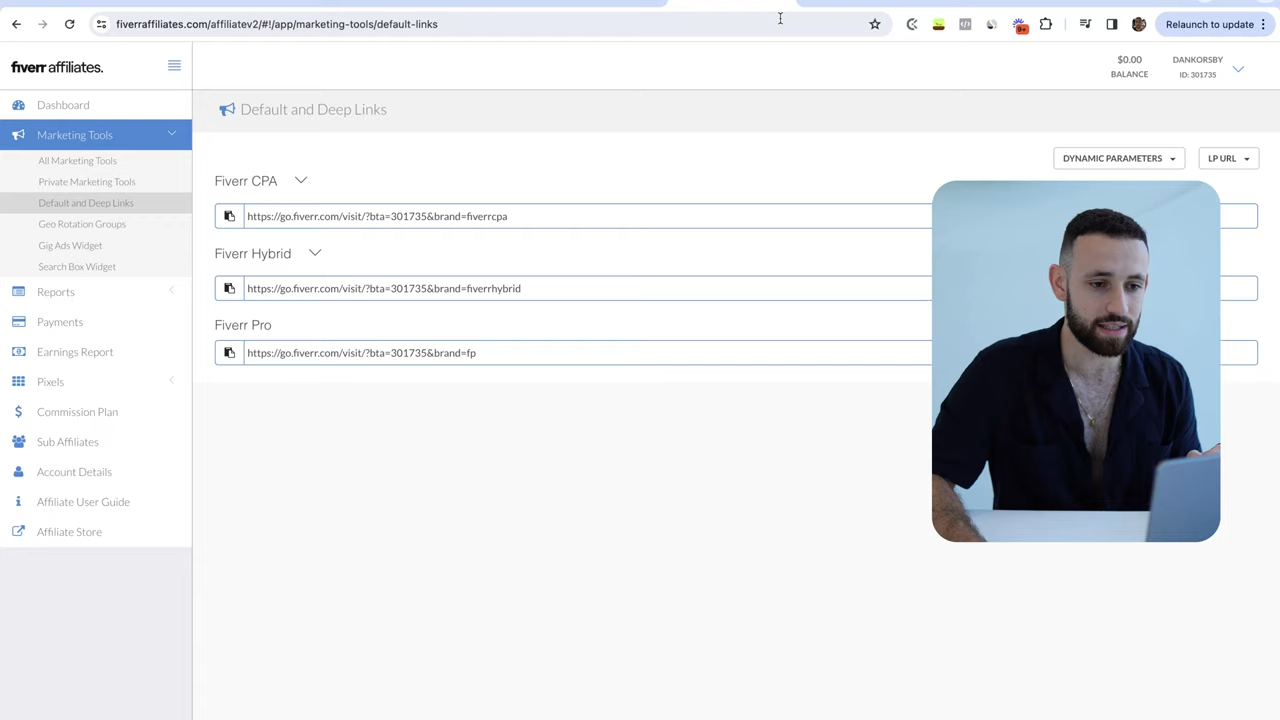 fiverraffiliates.com/affiliatev2/#!/app/marketing-tools/default-links
9+
Relaunch to update
fiverr affiliates.
$0.00
BALANCE
DANKORSBY
ID: 301735
Dashboard
Marketing Tools
All Marketing Tools
Private Marketing Tools
Default and Deep Links
Geo Rotation Groups
Gig Ads Widget
Search Box Widget
Reports
Payments
Earnings Report
Pixels
Commission Plan
Sub Affiliates
Account Details
Affiliate User Guide
Affiliate Store
Default and Deep Links
DYNAMIC PARAMETERS
LP URL
Fiverr CPA
https://go.fiverr.com/visit/?bta=301735&brand=fiverrcpa
Fiverr Hybrid
https://go.fiverr.com/visit/?bta=301735&brand=fiverrhybrid
Fiverr Pro
https://go.fiverr.com/visit/?bta=301735&brand=fp